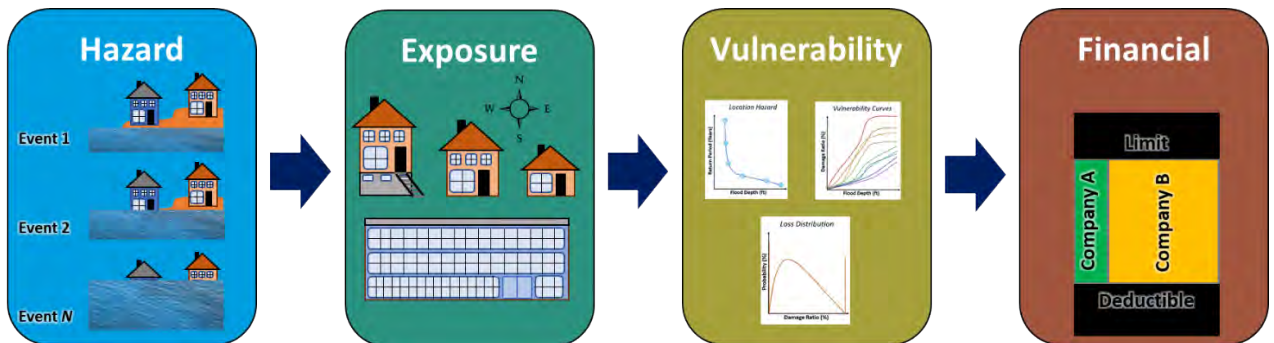 Hazard
Event 1
Event 2
Event N
Exposure
N
W E
S
Vulnerability
Location Hazard
Return Period (Years)
Flood Depth (ft)
Vulnerability Curves
Damage Ratio (%)
Flood Depth (ft)
Loss Distribution
Probability (%)
Damage Ratio (%)
Financial
Limit
Company A
Company B
Deductible